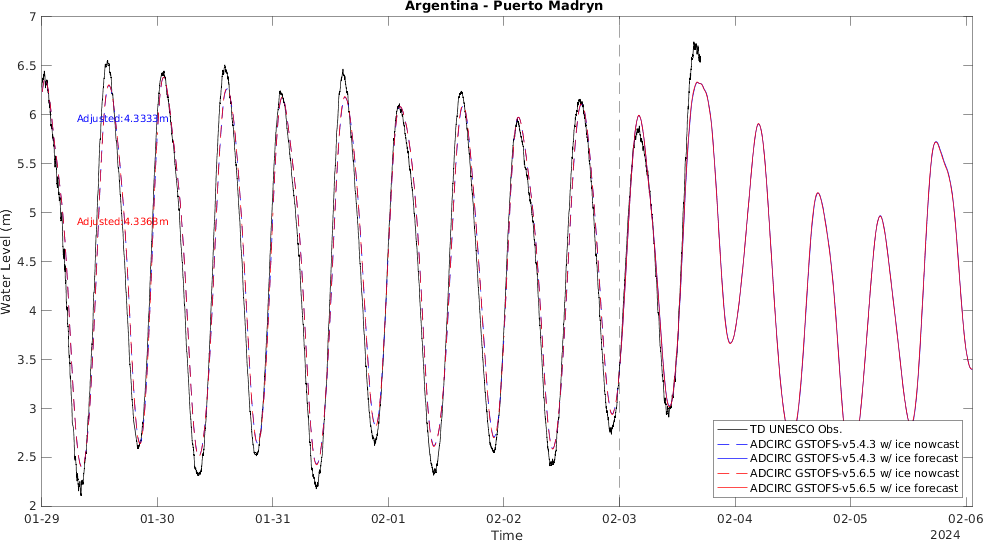 Argentina - Puerto Madryn
7
6.5
6
5.5
5
4.5
4
3.5
3
2.5
2
Water Level (m)
Adjusted:4.3333m
Adjusted:4.3363m
TD UNESCO Obs.
ADCIRC GSTOFS-v5.4.3 w/ ice nowcast
ADCIRC GSTOFS-v5.4.3 w/ ice forecast
ADCIRC GSTOFS-v5.6.5 w/ ice nowcast
ADCIRC GSTOFS-v5.6.5 w/ ice forecast
01-29 01-30 01-31 02-01 02-02 02-03 02-04 02-05 02-06
Time
2024